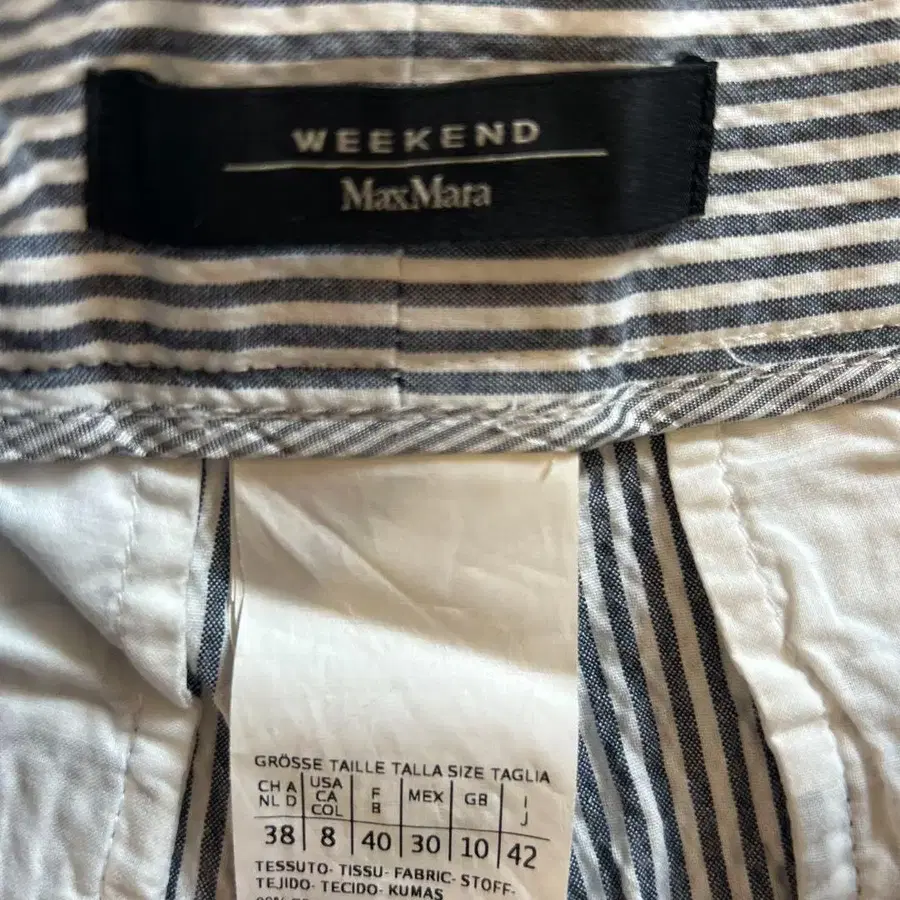 WEEKEND
MaxMara
GRÖSSE TAILLE TALLA SIZE TAGLIA
CH A USA F MEX GB I
NL D CA B J
COL
38 8 40 30 10 42
TESSUTO- TISSU- FABRIC- STOFF-
TEJIDO- TECIDO- KUMAS